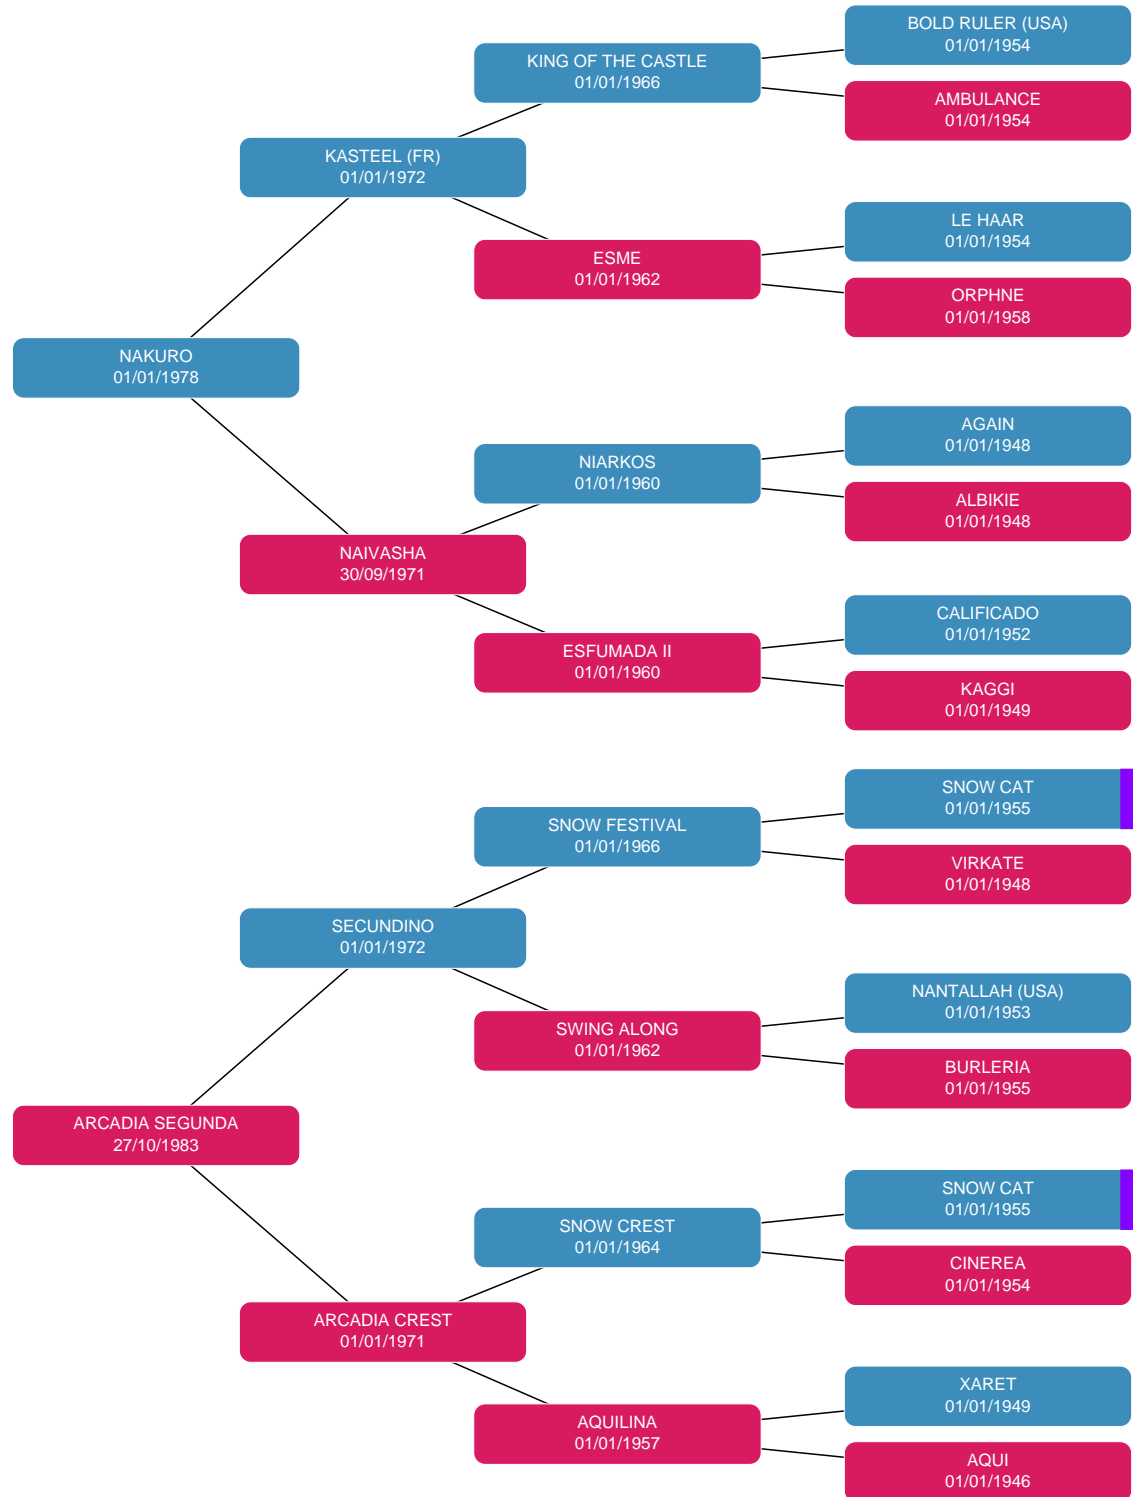 BOLD RULER (USA)
01/01/1954
KING OF THE CASTLE
01/01/1966
AMBULANCE
01/01/1954
KASTEEL (FR)
01/01/1972
LE HAAR
01/01/1954
ESME
01/01/1962
ORPHNE
01/01/1958
NAKURO
01/01/1978
AGAIN
01/01/1948
NIARKOS
01/01/1960
ALBIKIE
01/01/1948
NAIVASHA
30/09/1971
CALIFICADO
01/01/1952
ESFUMADA II
01/01/1960
KAGGI
01/01/1949
SNOW CAT
01/01/1955
SNOW FESTIVAL
01/01/1966
VIRKATE
01/01/1948
SECUNDINO
01/01/1972
NANTALLAH (USA)
01/01/1953
SWING ALONG
01/01/1962
BURLERIA
01/01/1955
ARCADIA SEGUNDA
27/10/1983
SNOW CAT
01/01/1955
SNOW CREST
01/01/1964
CINEREA
01/01/1954
ARCADIA CREST
01/01/1971
XARET
01/01/1949
AQUILINA
01/01/1957
AQUI
01/01/1946